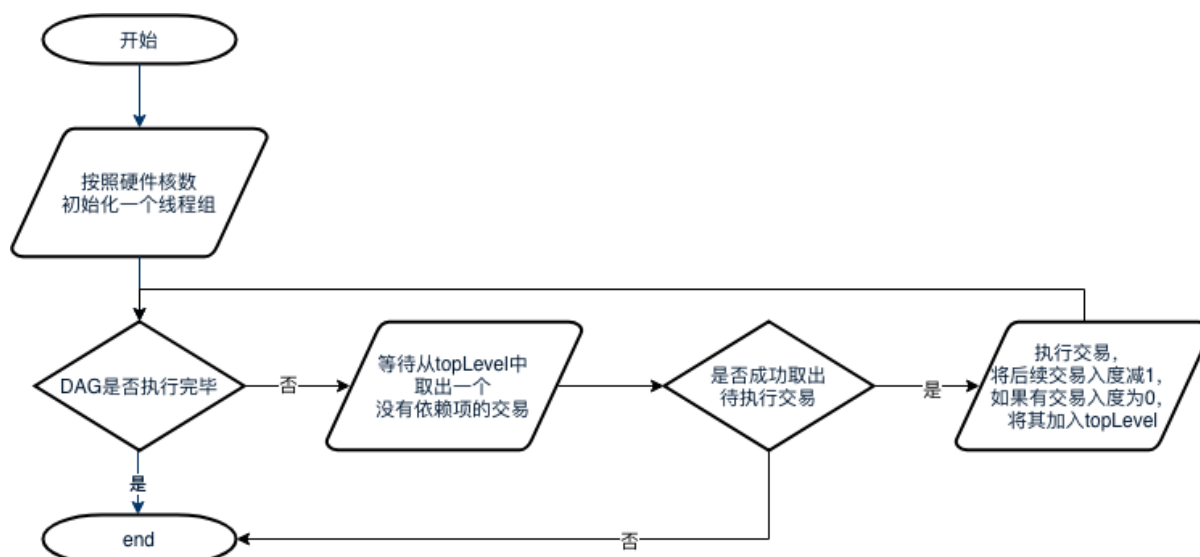 开始
按照硬件核数
初始化一个线程组
DAG是否执行完毕
否
等待从topLevel中
取出一个
没有依赖项的交易
是否成功取出
待执行交易
是
执行交易，
将后续交易入度减1，
如果有交易入度为0，
将其加入topLevel
是
end
否